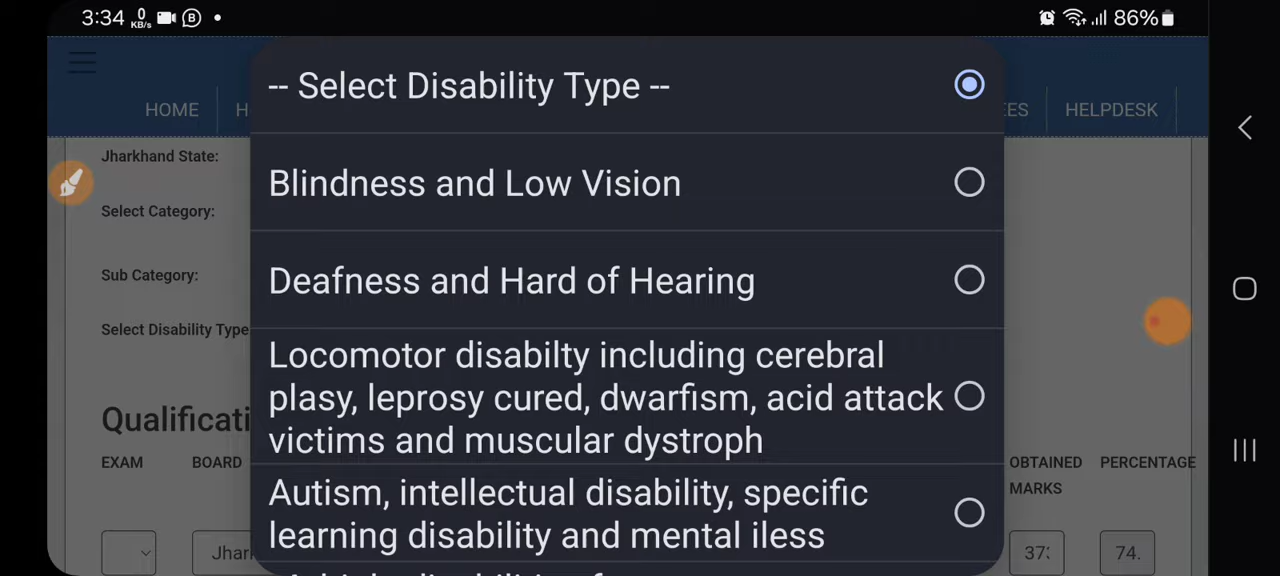 3:34 0 KB/s B 86%
-- Select Disability Type --
HOME H ES HELPDESK
Jharkhand State:
Blindness and Low Vision
Select Category:
Sub Category:
Deafness and Hard of Hearing
Select Disability Type
Locomotor disabilty including cerebral
plasy, leprosy cured, dwarfism, acid attack
victims and muscular dystroph
Qualificati
EXAM BOARD OBTAINED MARKS PERCENTAGE
Autism, intellectual disability, specific
learning disability and mental iless
Jhar 74.